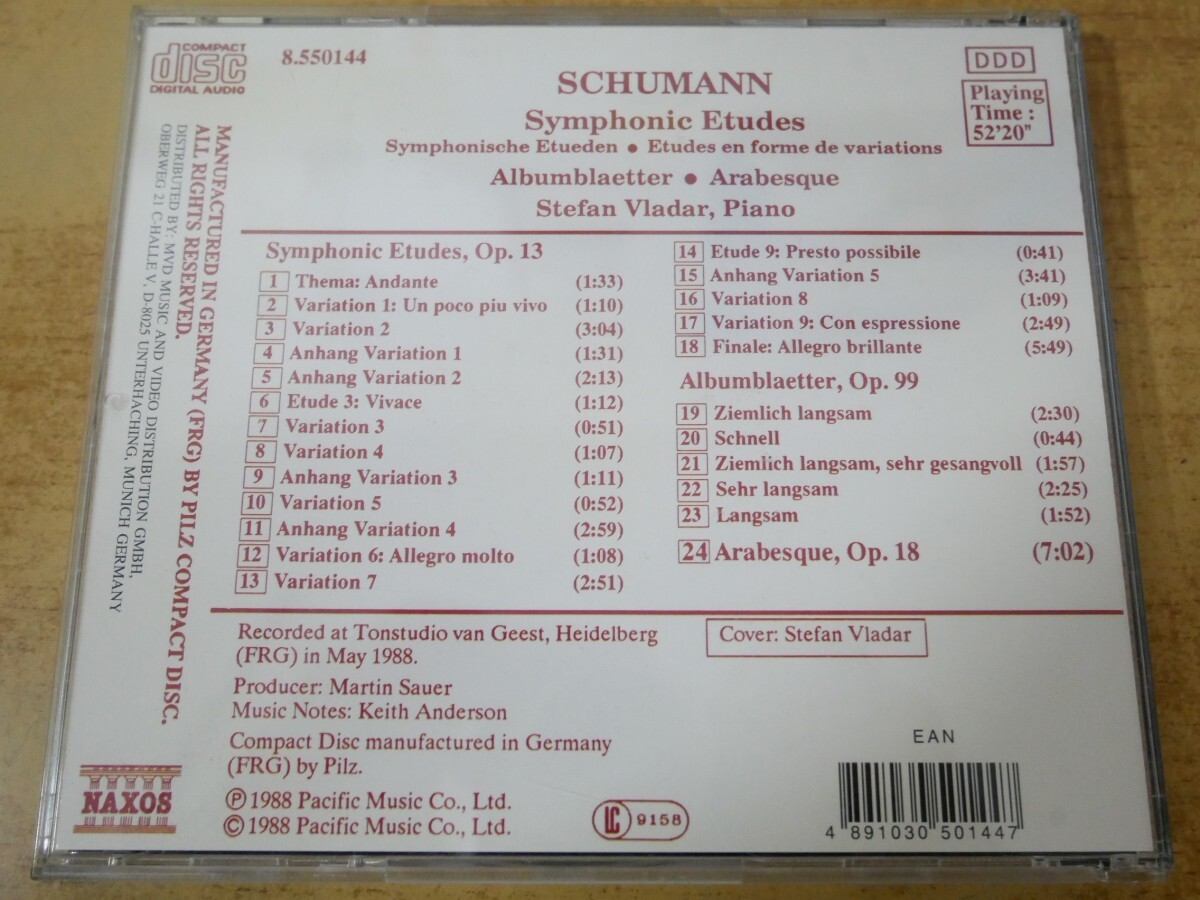 COMPACT
disc
DIGITAL AUDIO
8.550144
DDD
Playing
Time :
52'20"
SCHUMANN
Symphonic Etudes
Symphonische Etueden • Etudes en forme de variations
Albumblaetter • Arabesque
Stefan Vladar, Piano
Symphonic Etudes, Op. 13
1 Thema: Andante (1:33)
2 Variation 1: Un poco piu vivo (1:10)
3 Variation 2 (3:04)
4 Anhang Variation 1 (1:31)
5 Anhang Variation 2 (2:13)
6 Etude 3: Vivace (1:12)
7 Variation 3 (0:51)
8 Variation 4 (1:07)
9 Anhang Variation 3 (1:11)
10 Variation 5 (0:52)
11 Anhang Variation 4 (2:59)
12 Variation 6: Allegro molto (1:08)
13 Variation 7 (2:51)
14 Etude 9: Presto possibile (0:41)
15 Anhang Variation 5 (3:41)
16 Variation 8 (1:09)
17 Variation 9: Con espressione (2:49)
18 Finale: Allegro brillante (5:49)
Albumblaetter, Op. 99
19 Ziemlich langsam (2:30)
20 Schnell (0:44)
21 Ziemlich langsam, sehr gesangvoll (1:57)
22 Sehr langsam (2:25)
23 Langsam (1:52)
24 Arabesque, Op. 18 (7:02)
Recorded at Tonstudio van Geest, Heidelberg
(FRG) in May 1988.
Producer: Martin Sauer
Music Notes: Keith Anderson
Compact Disc manufactured in Germany
(FRG) by Pilz.
℗ 1988 Pacific Music Co., Ltd.
© 1988 Pacific Music Co., Ltd.
Cover: Stefan Vladar
LC 9158
EAN
4 891030 501447
MANUFACTURED IN GERMANY (FRG) BY PILZ COMPACT DISC.
ALL RIGHTS RESERVED.
DISTRIBUTED BY: MVD MUSIC AND VIDEO DISTRIBUTION GMBH,
OBERWEG 21 C-HALLE V, D-8025 UNTERHACHING, MUNICH GERMANY
NAXOS